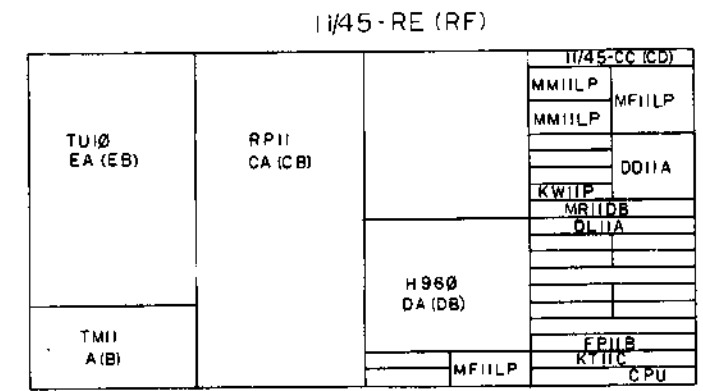 11/45-RE (RF)
11/45-CC (CD)
MM11LP
MF11LP
MM11LP
TU10
EA (EB)
RP11
CA (CB)
DD11A
KW11P
MR11DB
DL11A
H960
DA (DB)
TM11
A (B)
FP11B
KT11C
MF11LP
CPU